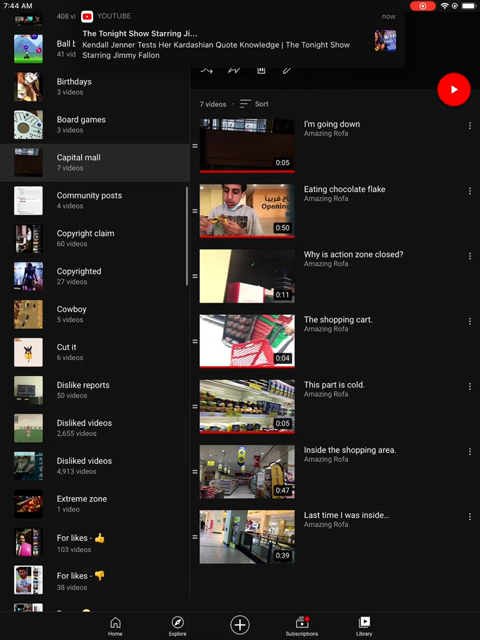 7:44 AM
408 vi
YOUTUBE
now
The Tonight Show Starring Ji...
Kendall Jenner Tests Her Kardashian Quote Knowledge | The Tonight Show
Starring Jimmy Fallon
Ball b
41 vid
Birthdays
3 videos
Board games
3 videos
Capital mall
7 videos
Community posts
4 videos
Copyright claim
60 videos
Copyrighted
27 videos
Cowboy
5 videos
Cut it
6 videos
Dislike reports
50 videos
Disliked videos
2,655 videos
Disliked videos
4,913 videos
Extreme zone
1 video
For likes - 👍
103 videos
For likes - 👎
38 videos
7 videos · Sort
I'm going down
Amazing Rofa
0:05
Eating chocolate flake
Amazing Rofa
قريباً
Opening
0:50
Why is action zone closed?
Amazing Rofa
0:11
The shopping cart.
Amazing Rofa
0:04
This part is cold.
Amazing Rofa
0:05
Inside the shopping area.
Amazing Rofa
0:47
Last time I was inside...
Amazing Rofa
0:39
Home
Explore
Subscriptions
Library